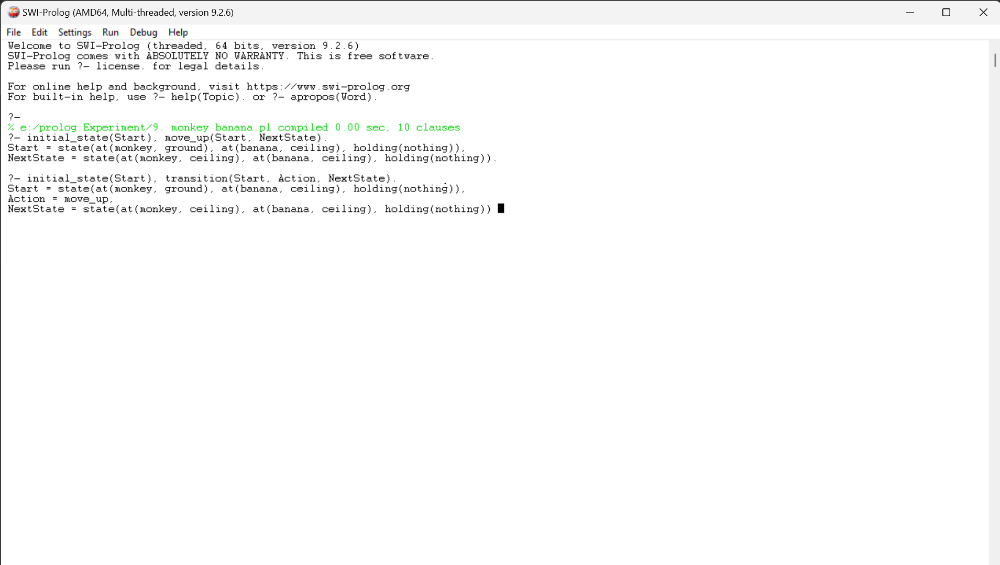 SWI-Prolog (AMD64, Multi-threaded, version 9.2.6)
File Edit Settings Run Debug Help
Welcome to SWI-Prolog (threaded, 64 bits, version 9.2.6)
SWI-Prolog comes with ABSOLUTELY NO WARRANTY. This is free software.
Please run ?- license. for legal details.
For online help and background, visit https://www.swi-prolog.org
For built-in help, use ?- help(Topic). or ?- apropos(Word).
?-
% e:/prolog Experiment/9. monkey banana.pl compiled 0.00 sec, 10 clauses
?- initial_state(Start), move_up(Start, NextState).
Start = state(at(monkey, ground), at(banana, ceiling), holding(nothing)),
NextState = state(at(monkey, ceiling), at(banana, ceiling), holding(nothing)).
?- initial_state(Start), transition(Start, Action, NextState).
Start = state(at(monkey, ground), at(banana, ceiling), holding(nothing)),
Action = move_up,
NextState = state(at(monkey, ceiling), at(banana, ceiling), holding(nothing))